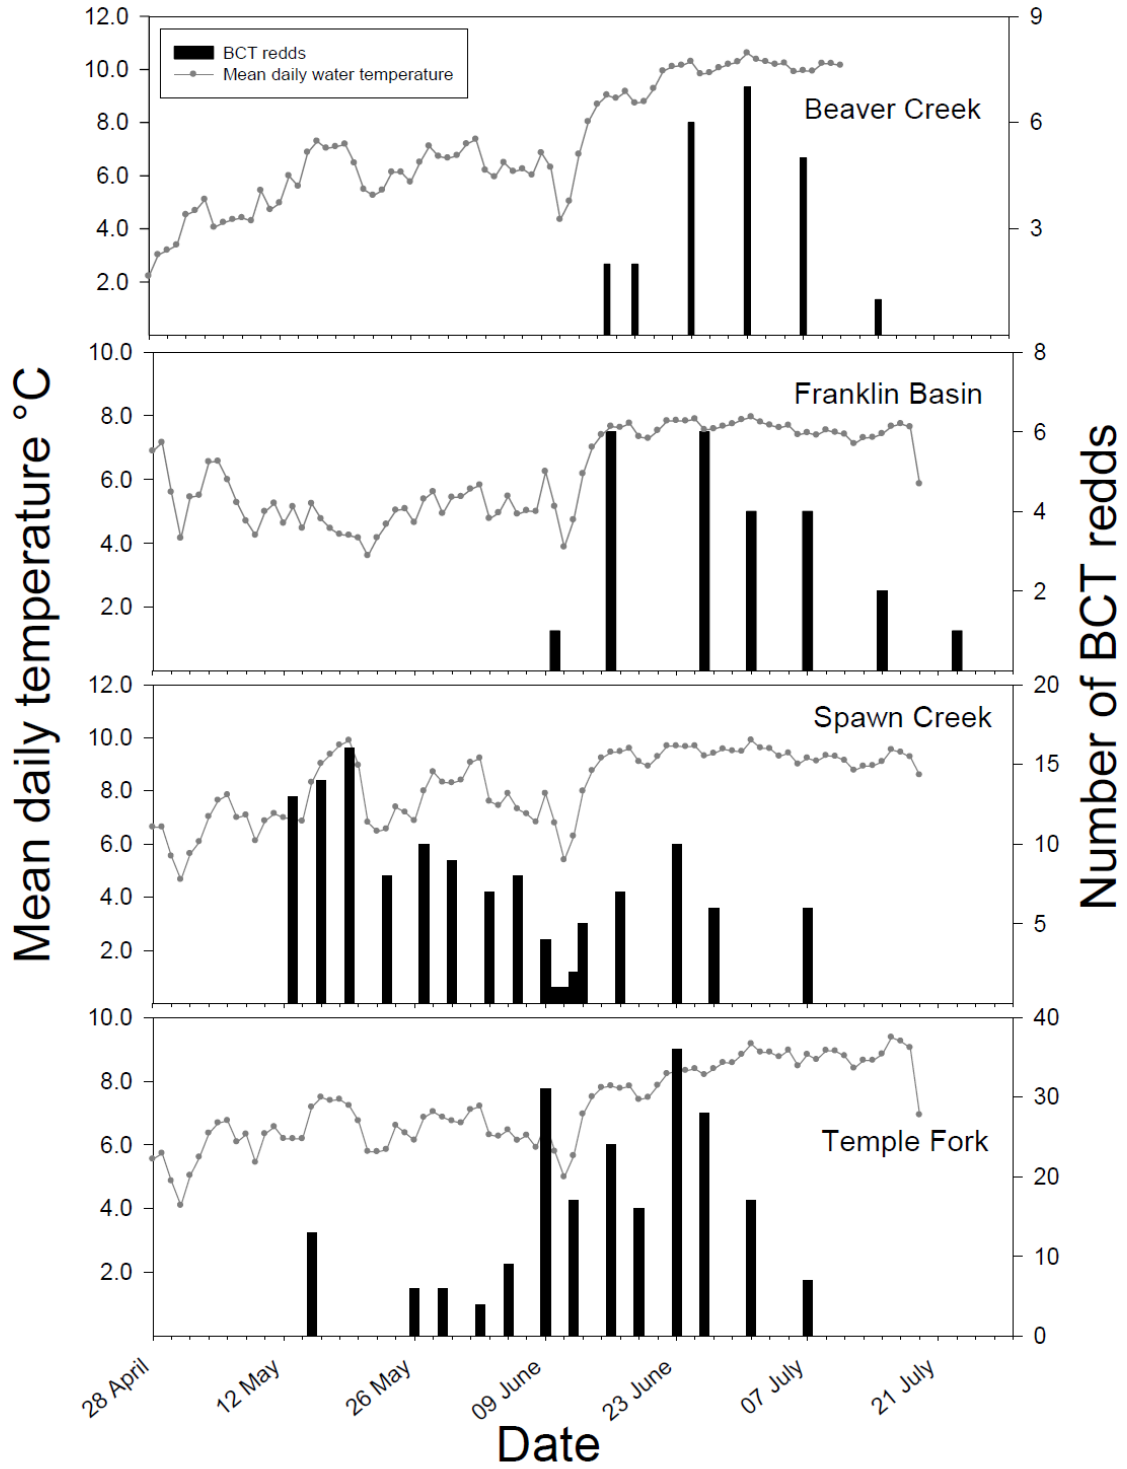 12.0
10.0
8.0
6.0
4.0
2.0
BCT redds
Mean daily water temperature
Beaver Creek
9
6
3
10.0
8.0
6.0
4.0
2.0
Franklin Basin
8
6
4
2
12.0
10.0
8.0
6.0
4.0
2.0
Spawn Creek
20
15
10
5
10.0
8.0
6.0
4.0
2.0
Temple Fork
40
30
20
10
0
Mean daily temperature °C
Number of BCT redds
28 April
12 May
26 May
09 June
23 June
07 July
21 July
Date